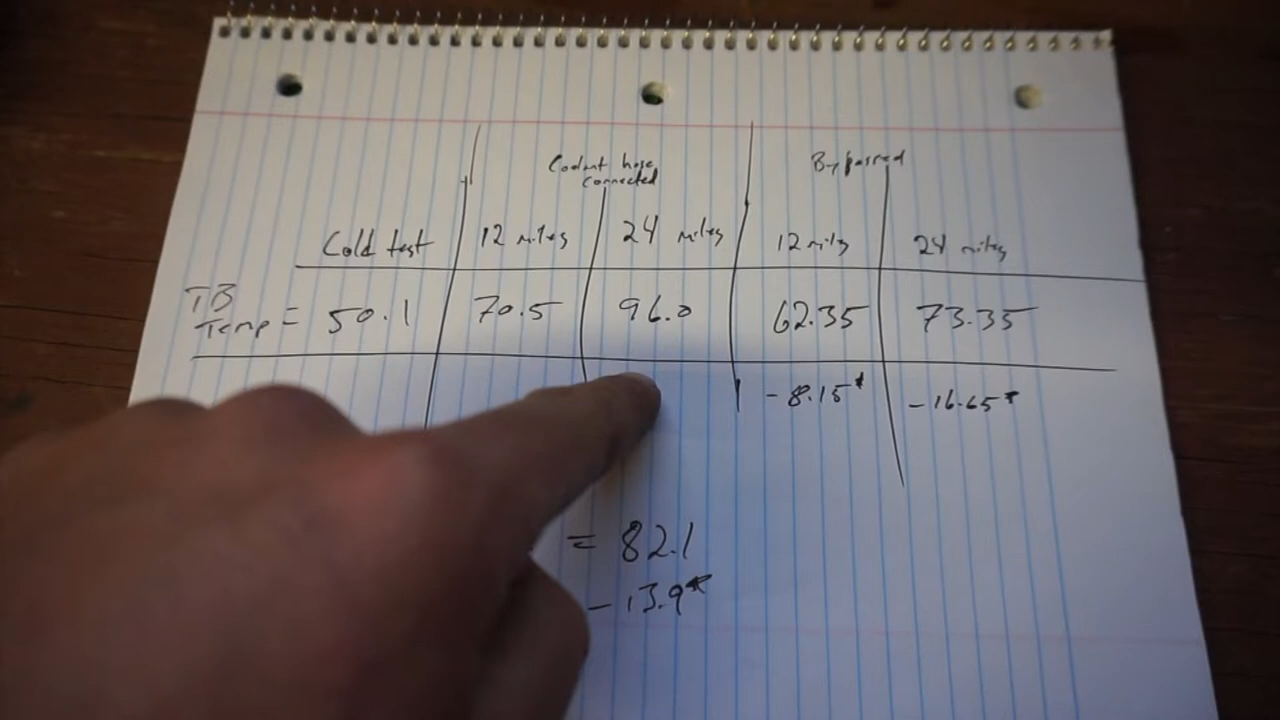 Coolant hose
connected
Bypassed
Cold test 12 miles 24 miles 12 miles 24 miles
TB
Temp = 50.1 70.5 96.0 62.35 73.35
-8.15* -16.65*
= 82.1
-13.9*